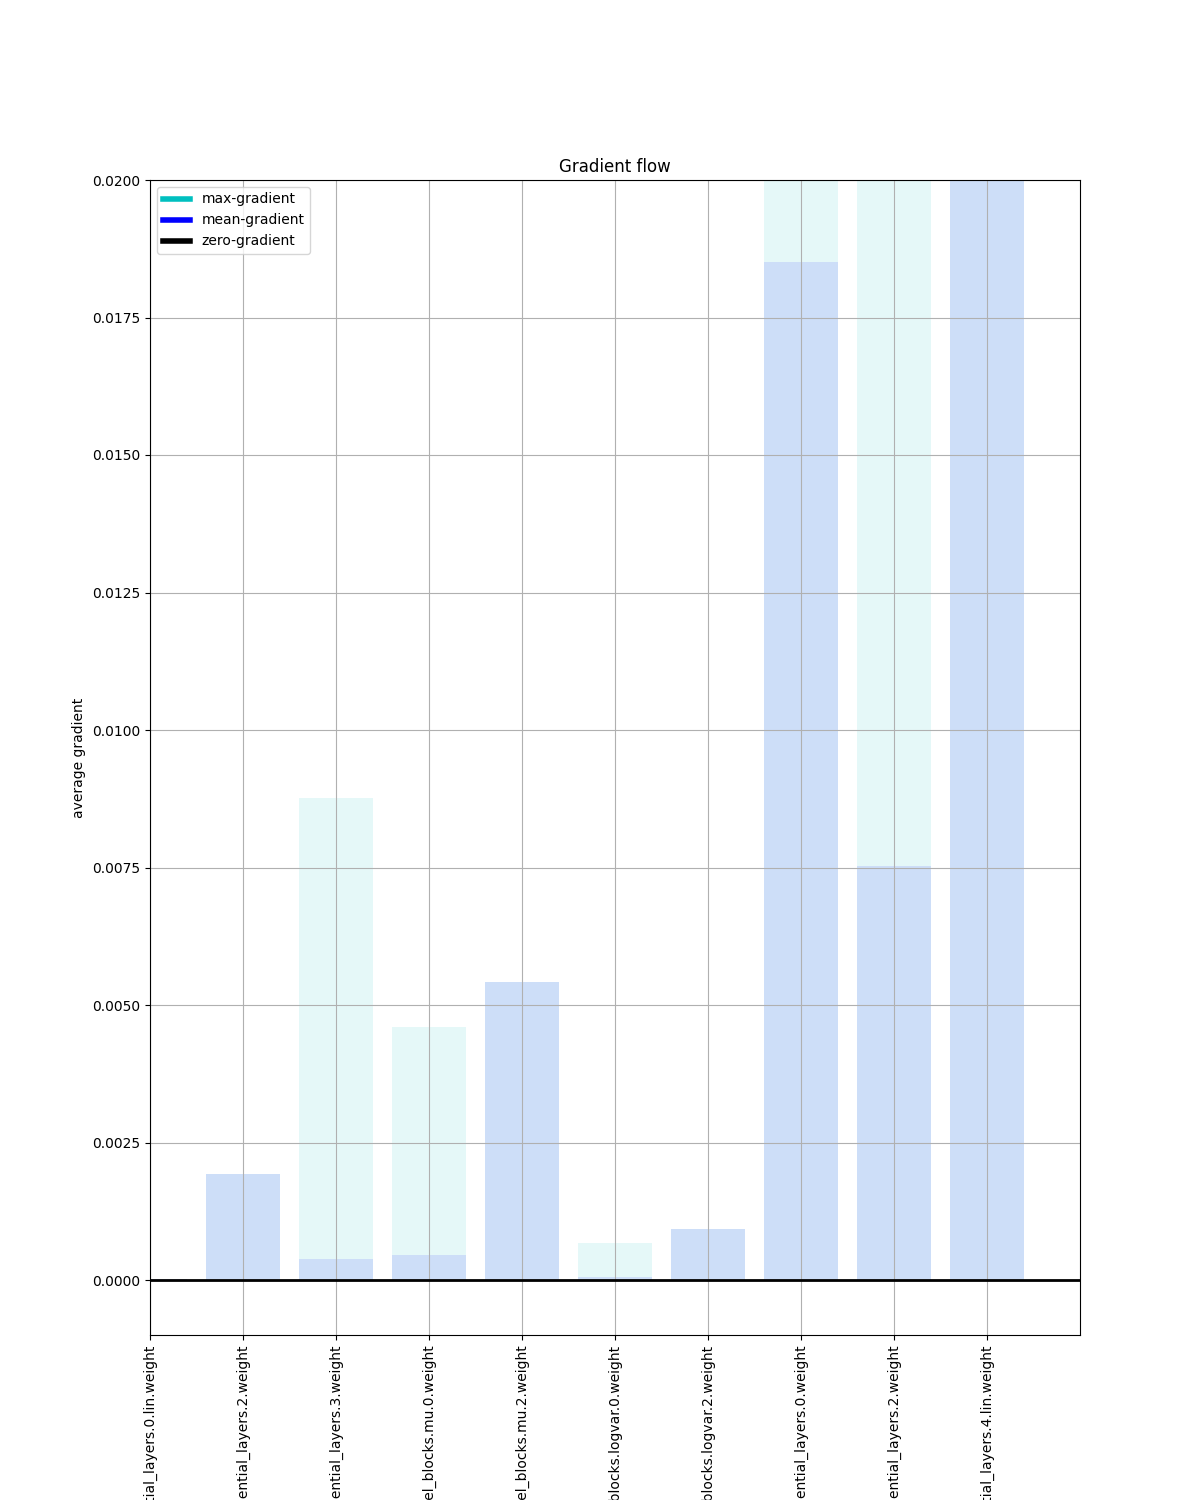 Gradient flow
max-gradient
mean-gradient
zero-gradient
0.0200
0.0175
0.0150
0.0125
0.0100
0.0075
0.0050
0.0025
0.0000
average gradient
tial_layers.0.lin.weight
ential_layers.2.weight
ential_layers.3.weight
el_blocks.mu.0.weight
el_blocks.mu.2.weight
blocks.logvar.0.weight
blocks.logvar.2.weight
ential_layers.0.weight
ential_layers.2.weight
tial_layers.4.lin.weight